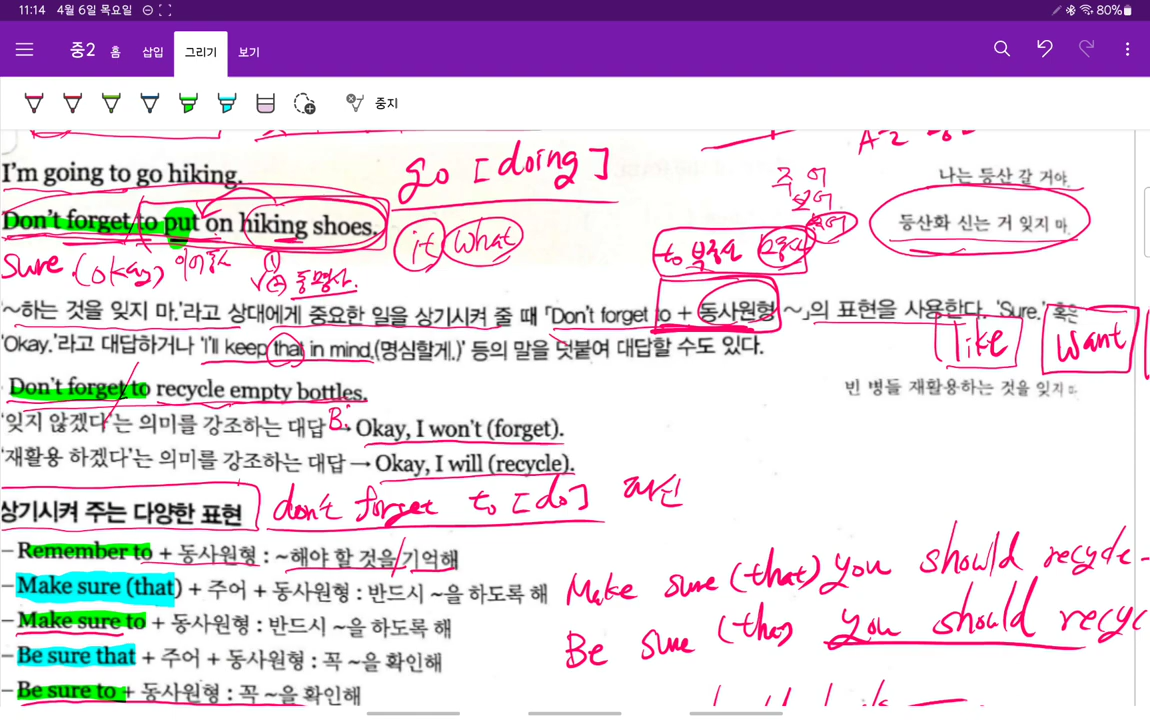 11:14 4월 6일 목요일 80%
중2 홈 삽입 그리기 보기
중지
A-2
I'm going to go hiking.
go [doing]
나는 등산 갈 거야.
Don't forget to put on hiking shoes.
it what
주어
보어
등산화 신는 거 잊지 마.
sure. (okay) 이어동사 ① ② 동명사.
to 부정사
'~하는 것을 잊지 마.'라고 상대에게 중요한 일을 상기시켜 줄 때 「Don't forget to + 동사원형 ~」의 표현을 사용한다. 'Sure.' 혹은
'Okay.'라고 대답하거나 'I'll keep that in mind.(명심할게.)' 등의 말을 덧붙여 대답할 수도 있다.
like want
Don't forget to recycle empty bottles.
빈 병들 재활용하는 것을 잊지 마.
'잊지 않겠다'는 의미를 강조하는 대답 B: → Okay, I won't (forget).
'재활용 하겠다'는 의미를 강조하는 대답 → Okay, I will (recycle).
상기시켜 주는 다양한 표현
don't forget to [do]
– Remember to + 동사원형 : ~해야 할 것을 기억해
– Make sure (that) + 주어 + 동사원형 : 반드시 ~을 하도록 해
Make sure (that) you should recycle
– Make sure to + 동사원형 : 반드시 ~을 하도록 해
Be sure (that) you should recyc
– Be sure that + 주어 + 동사원형 : 꼭 ~을 확인해
– Be sure to + 동사원형 : 꼭 ~을 확인해